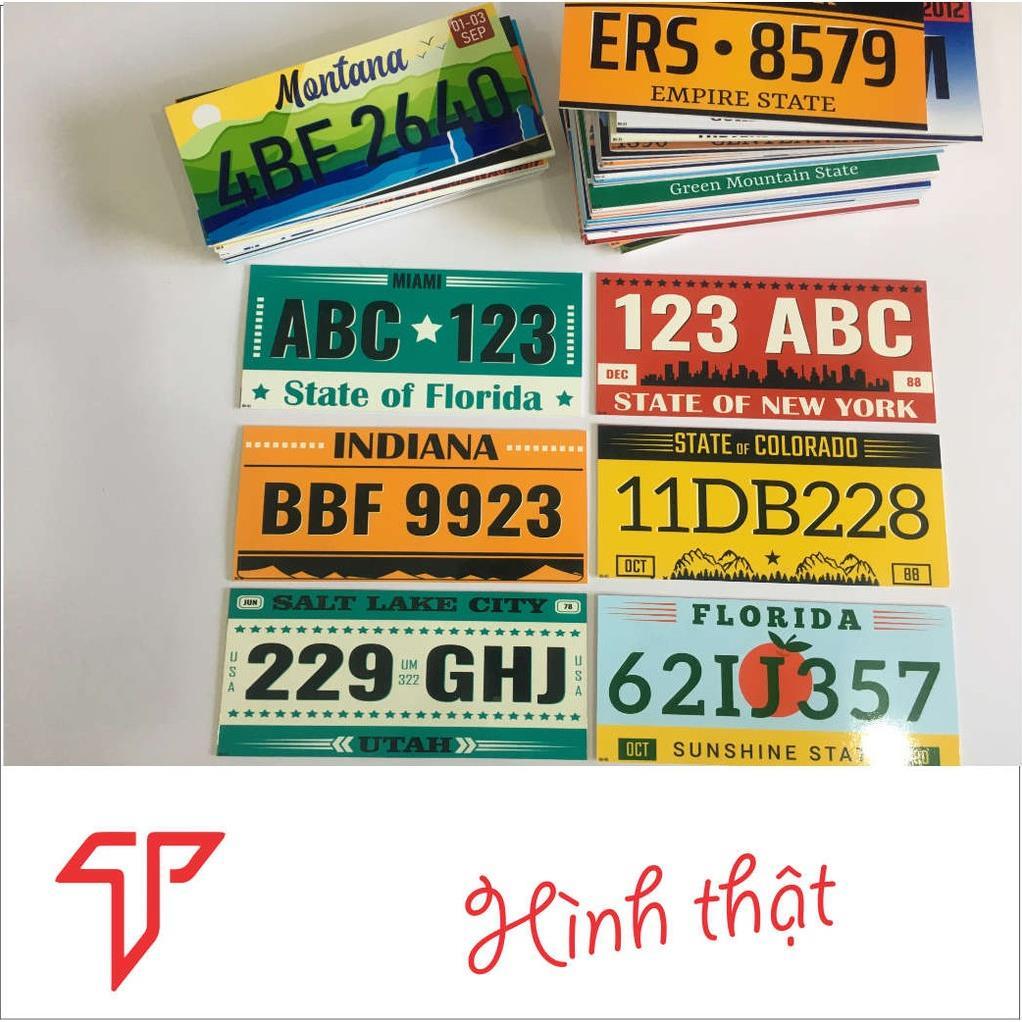 Montana
01-03
SEP
4BF 2640
ERS • 8579
EMPIRE STATE
2012
Green Mountain State
MIAMI
ABC ★ 123
★ State of Florida ★
123 ABC
DEC
88
STATE OF NEW YORK
INDIANA
BBF 9923
STATE OF COLORADO
11DB228
OCT
88
JUN
SALT LAKE CITY
78
USA
229
UM
322
GHJ
USA
UTAH
FLORIDA
62IJ357
OCT
SUNSHINE STA
Hình thật